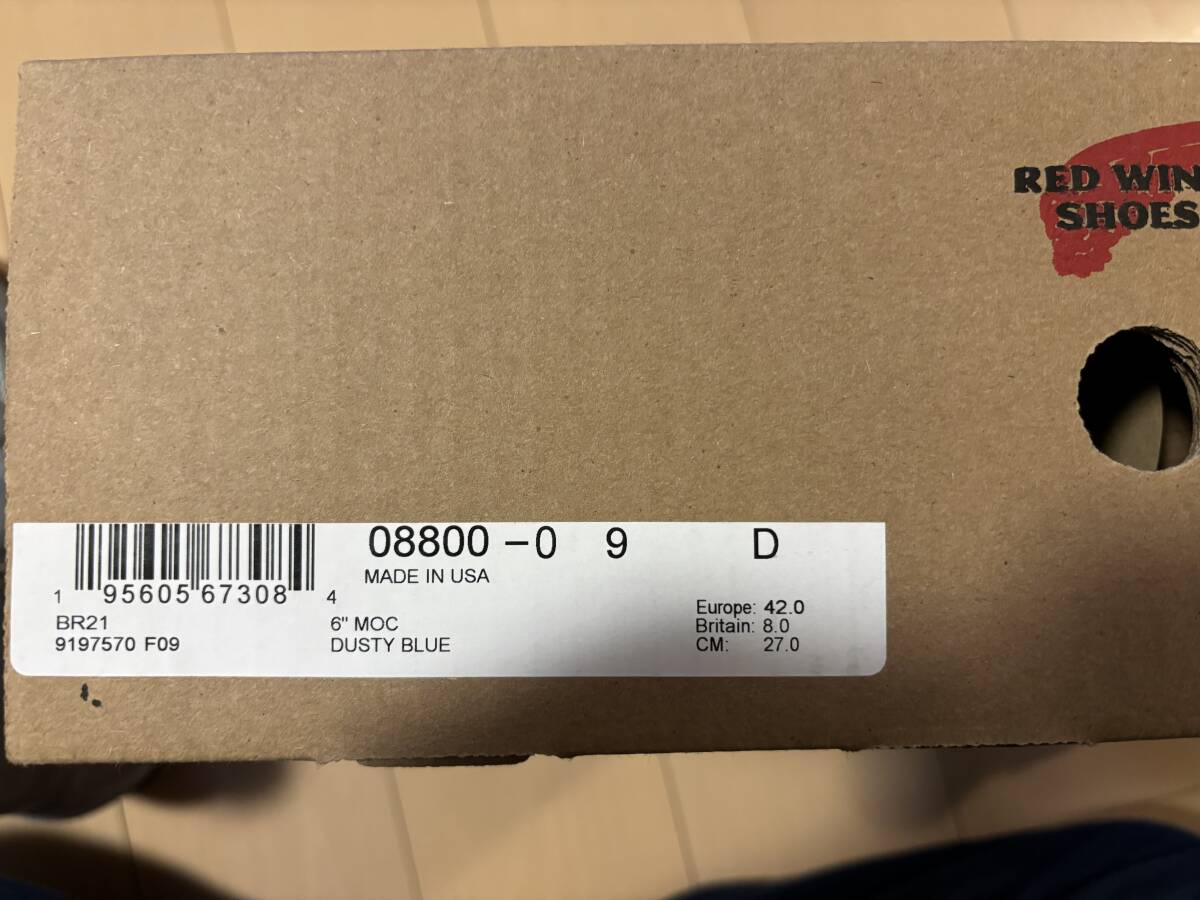 RED WIN
SHOES
08800 -0 9 D
MADE IN USA
1 95605 67308 4
BR21
9197570 F09
6" MOC
DUSTY BLUE
Europe: 42.0
Britain: 8.0
CM: 27.0